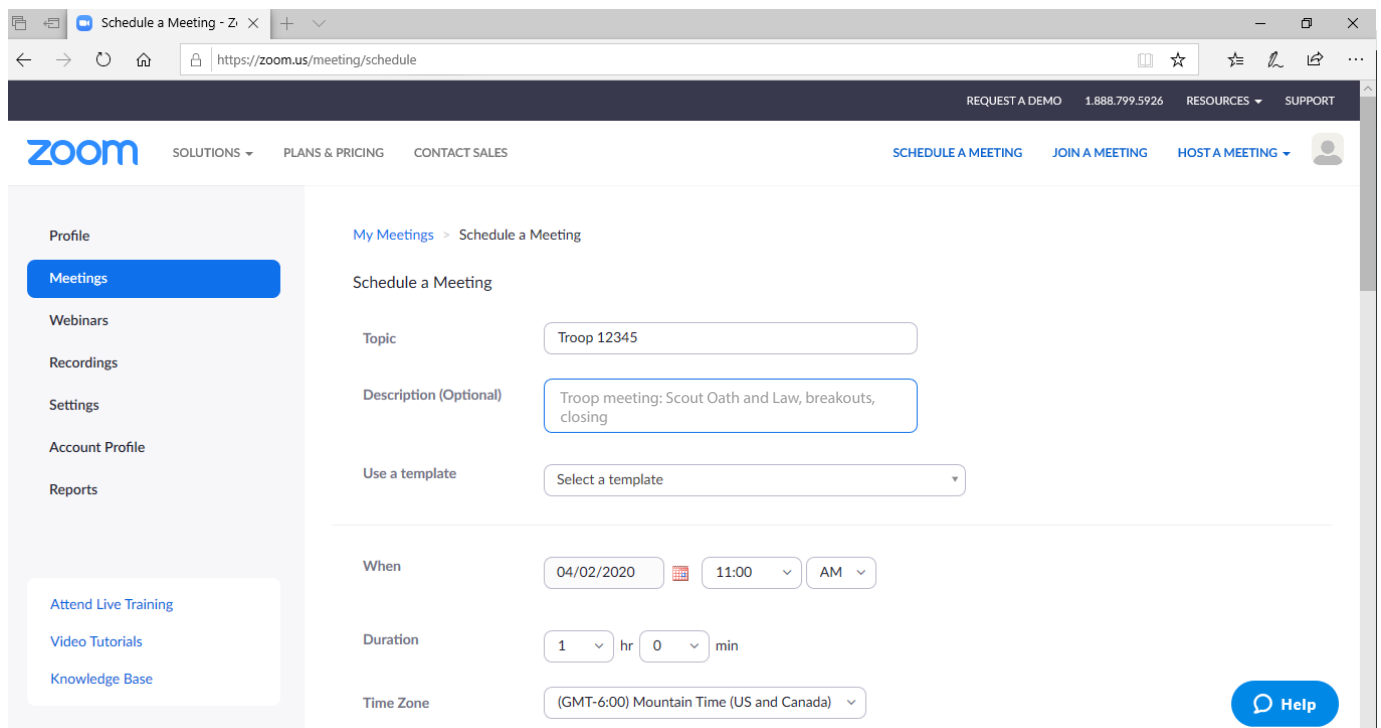 Schedule a Meeting - Zo
https://zoom.us/meeting/schedule
REQUEST A DEMO 1.888.799.5926 RESOURCES SUPPORT
zoom SOLUTIONS PLANS & PRICING CONTACT SALES SCHEDULE A MEETING JOIN A MEETING HOST A MEETING
Profile
Meetings
Webinars
Recordings
Settings
Account Profile
Reports
Attend Live Training
Video Tutorials
Knowledge Base
My Meetings > Schedule a Meeting
Schedule a Meeting
Topic Troop 12345
Description (Optional) Troop meeting: Scout Oath and Law, breakouts,
closing
Use a template Select a template
When 04/02/2020 11:00 AM
Duration 1 hr 0 min
Time Zone (GMT-6:00) Mountain Time (US and Canada)
Help